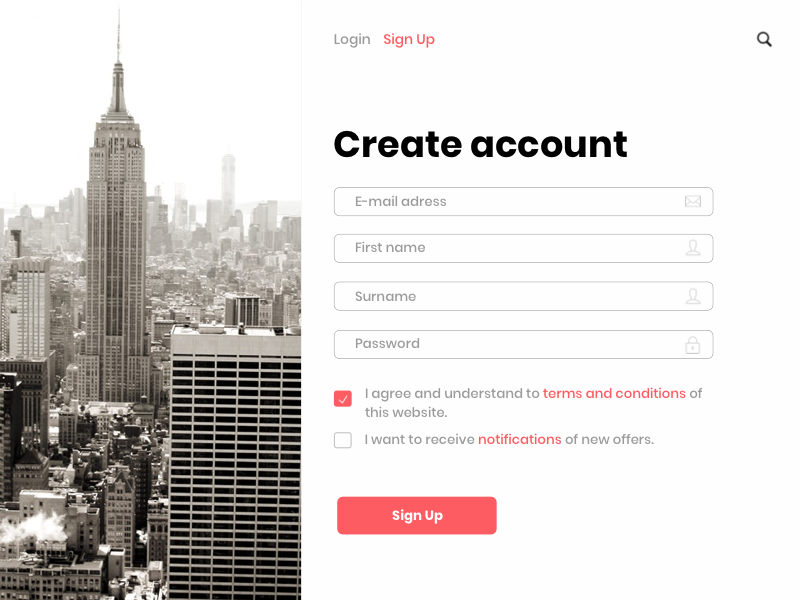 Login Sign Up
Create account
E-mail adress
First name
Surname
Password
I agree and understand to terms and conditions of
this website.
I want to receive notifications of new offers.
Sign Up